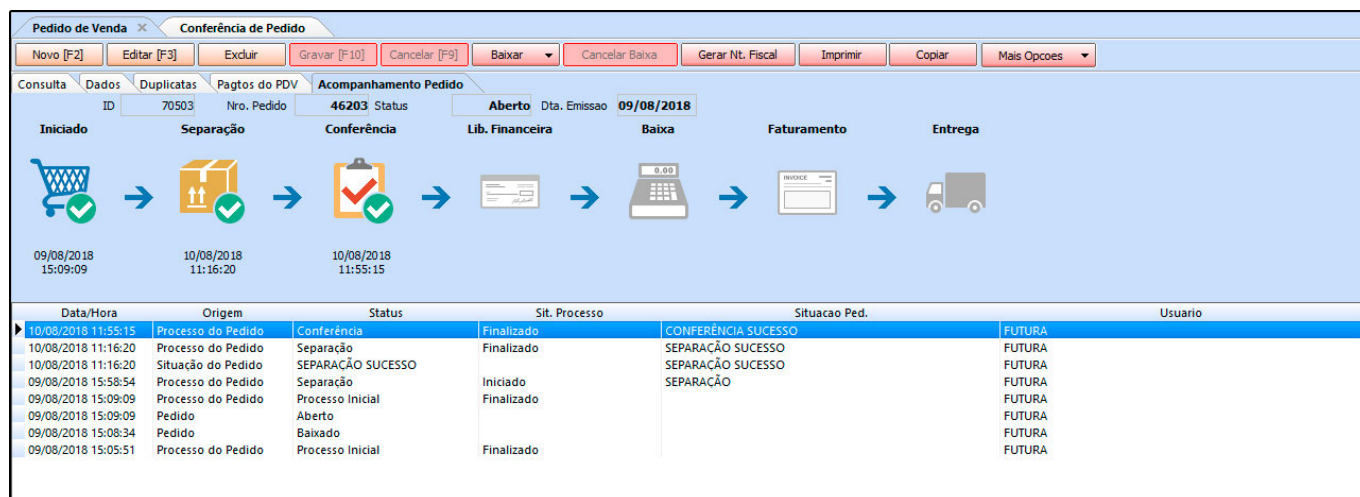 Pedido de Venda Conferência de Pedido
Novo [F2] Editar [F3] Excluir Gravar [F10] Cancelar [F9] Baixar Cancelar Baixa Gerar Nt. Fiscal Imprimir Copiar Mais Opcoes
Consulta Dados Duplicatas Pagtos do PDV Acompanhamento Pedido
ID 70503 Nro. Pedido 46203 Status Aberto Dta. Emissao 09/08/2018
Iniciado Separação Conferência Lib. Financeira Baixa Faturamento Entrega
0.00
INVOICE
09/08/2018 10/08/2018 10/08/2018
15:09:09 11:16:20 11:55:15
Data/Hora Origem Status Sit. Processo Situacao Ped. Usuario
10/08/2018 11:55:15 Processo do Pedido Conferência Finalizado CONFERÊNCIA SUCESSO FUTURA
10/08/2018 11:16:20 Processo do Pedido Separação Finalizado SEPARAÇÃO SUCESSO FUTURA
10/08/2018 11:16:20 Situação do Pedido SEPARAÇÃO SUCESSO SEPARAÇÃO SUCESSO FUTURA
09/08/2018 15:58:54 Processo do Pedido Separação Iniciado SEPARAÇÃO FUTURA
09/08/2018 15:09:09 Processo do Pedido Processo Inicial Finalizado FUTURA
09/08/2018 15:09:09 Pedido Aberto FUTURA
09/08/2018 15:08:34 Pedido Baixado FUTURA
09/08/2018 15:05:51 Processo do Pedido Processo Inicial Finalizado FUTURA